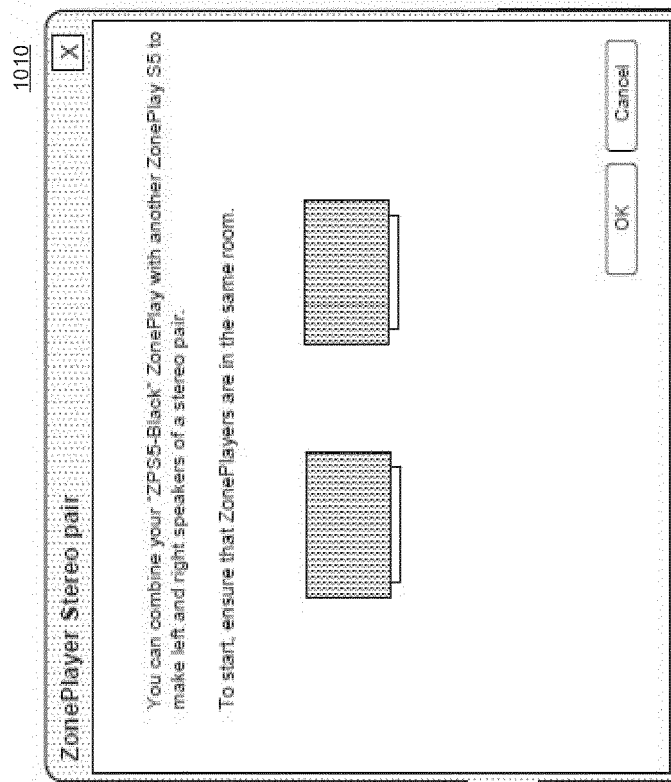 1010
ZonePlayer Stereo pair
X
You can combine your "ZPS5-Black" ZonePlay with another ZonePlay S5 to
make left and right speakers of a stereo pair.
To start, ensure that ZonePlayers are in the same room.
OK
Cancel